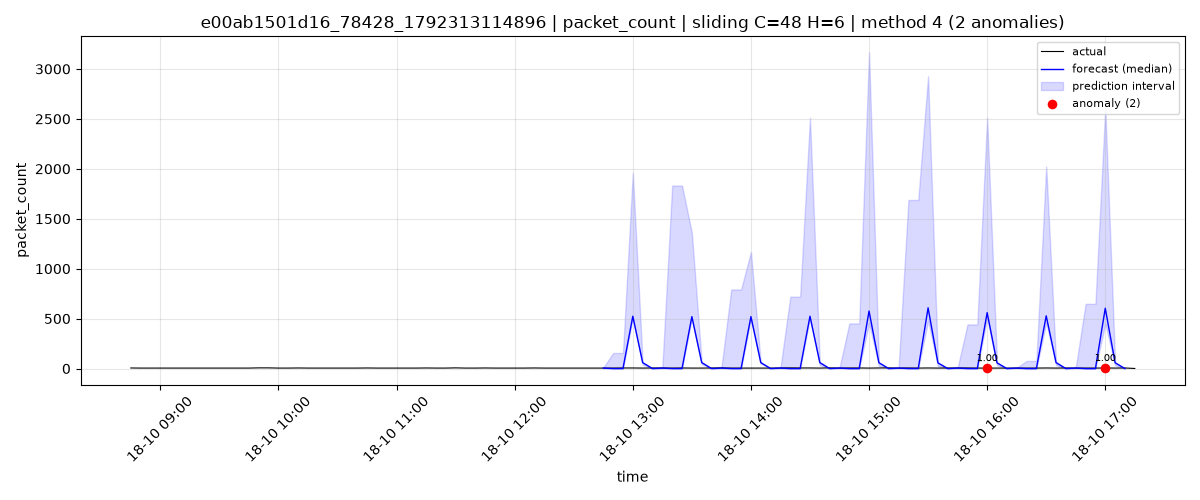 e00ab1501d16_78428_1792313114896 | packet_count | sliding C=48 H=6 | method 4 (2 anomalies)
actual
forecast (median)
prediction interval
anomaly (2)
packet_count
3000
2500
2000
1500
1000
500
0
1.00
1.00
18-10 09:00
18-10 10:00
18-10 11:00
18-10 12:00
18-10 13:00
18-10 14:00
18-10 15:00
18-10 16:00
18-10 17:00
time